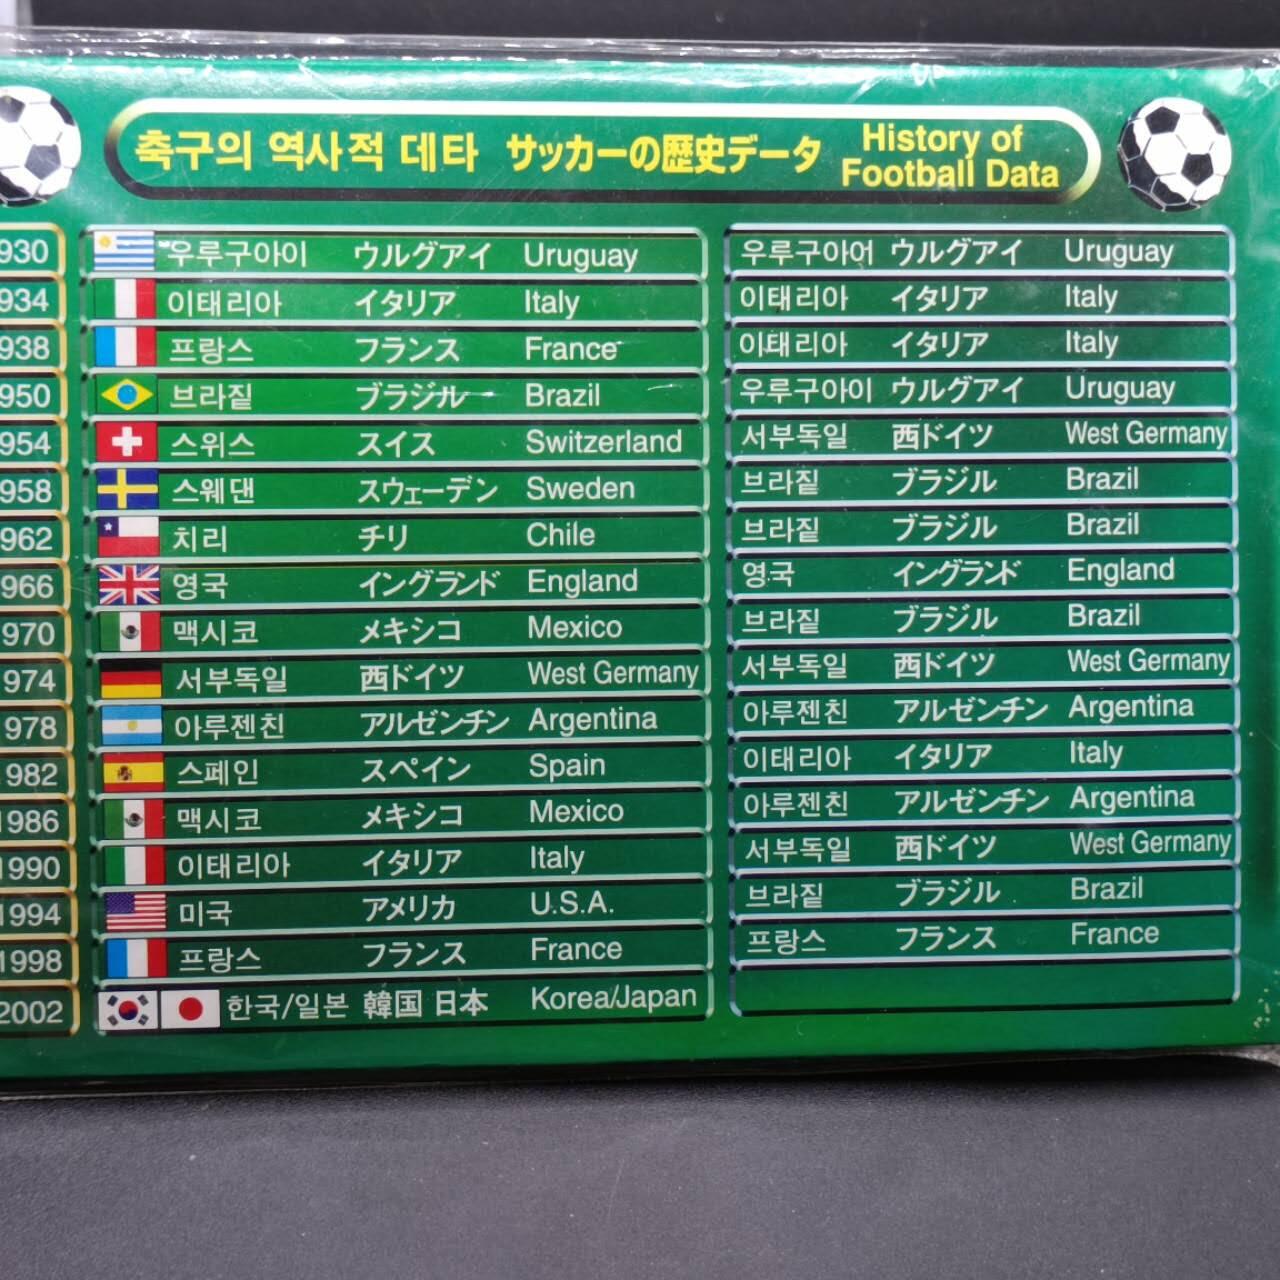 축구의 역사적 데타 サッカーの歴史データ History of
Football Data
930 우루구아이 ウルグアイ Uruguay 우루구아어 ウルグアイ Uruguay
934 이태리아 イタリア Italy 이태리아 イタリア Italy
938 프랑스 フランス France 이태리아 イタリア Italy
950 브라질 ブラジル Brazil 우루구아이 ウルグアイ Uruguay
954 스위스 スイス Switzerland 서부독일 西ドイツ West Germany
958 스웨댄 スウェーデン Sweden 브라질 ブラジル Brazil
962 치리 チリ Chile 브라질 ブラジル Brazil
966 영국 イングランド England 영국 イングランド England
970 맥시코 メキシコ Mexico 브라질 ブラジル Brazil
974 서부독일 西ドイツ West Germany 서부독일 西ドイツ West Germany
978 아루젠친 アルゼンチン Argentina 아루젠친 アルゼンチン Argentina
982 스페인 スペイン Spain 이태리아 イタリア Italy
1986 맥시코 メキシコ Mexico 아루젠친 アルゼンチン Argentina
1990 이태리아 イタリア Italy 서부독일 西ドイツ West Germany
1994 미국 アメリカ U.S.A. 브라질 ブラジル Brazil
1998 프랑스 フランス France 프랑스 フランス France
2002 한국/일본 韓国 日本 Korea/Japan